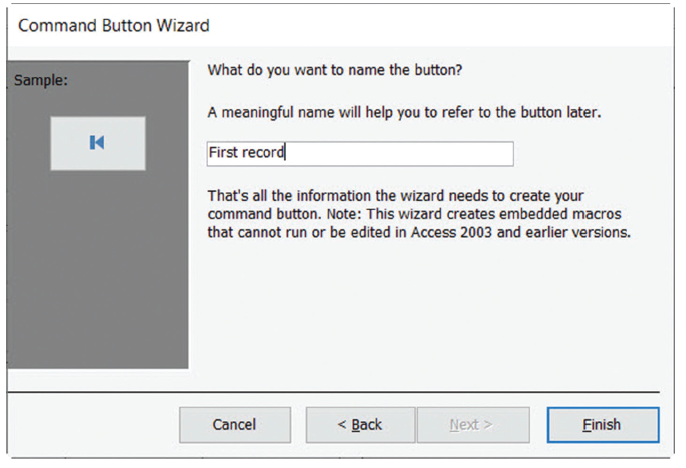 Command Button Wizard
Sample:
What do you want to name the button?
A meaningful name will help you to refer to the button later.
First record
That's all the information the wizard needs to create your
command button. Note: This wizard creates embedded macros
that cannot run or be edited in Access 2003 and earlier versions.
Cancel
< Back
Next >
Finish